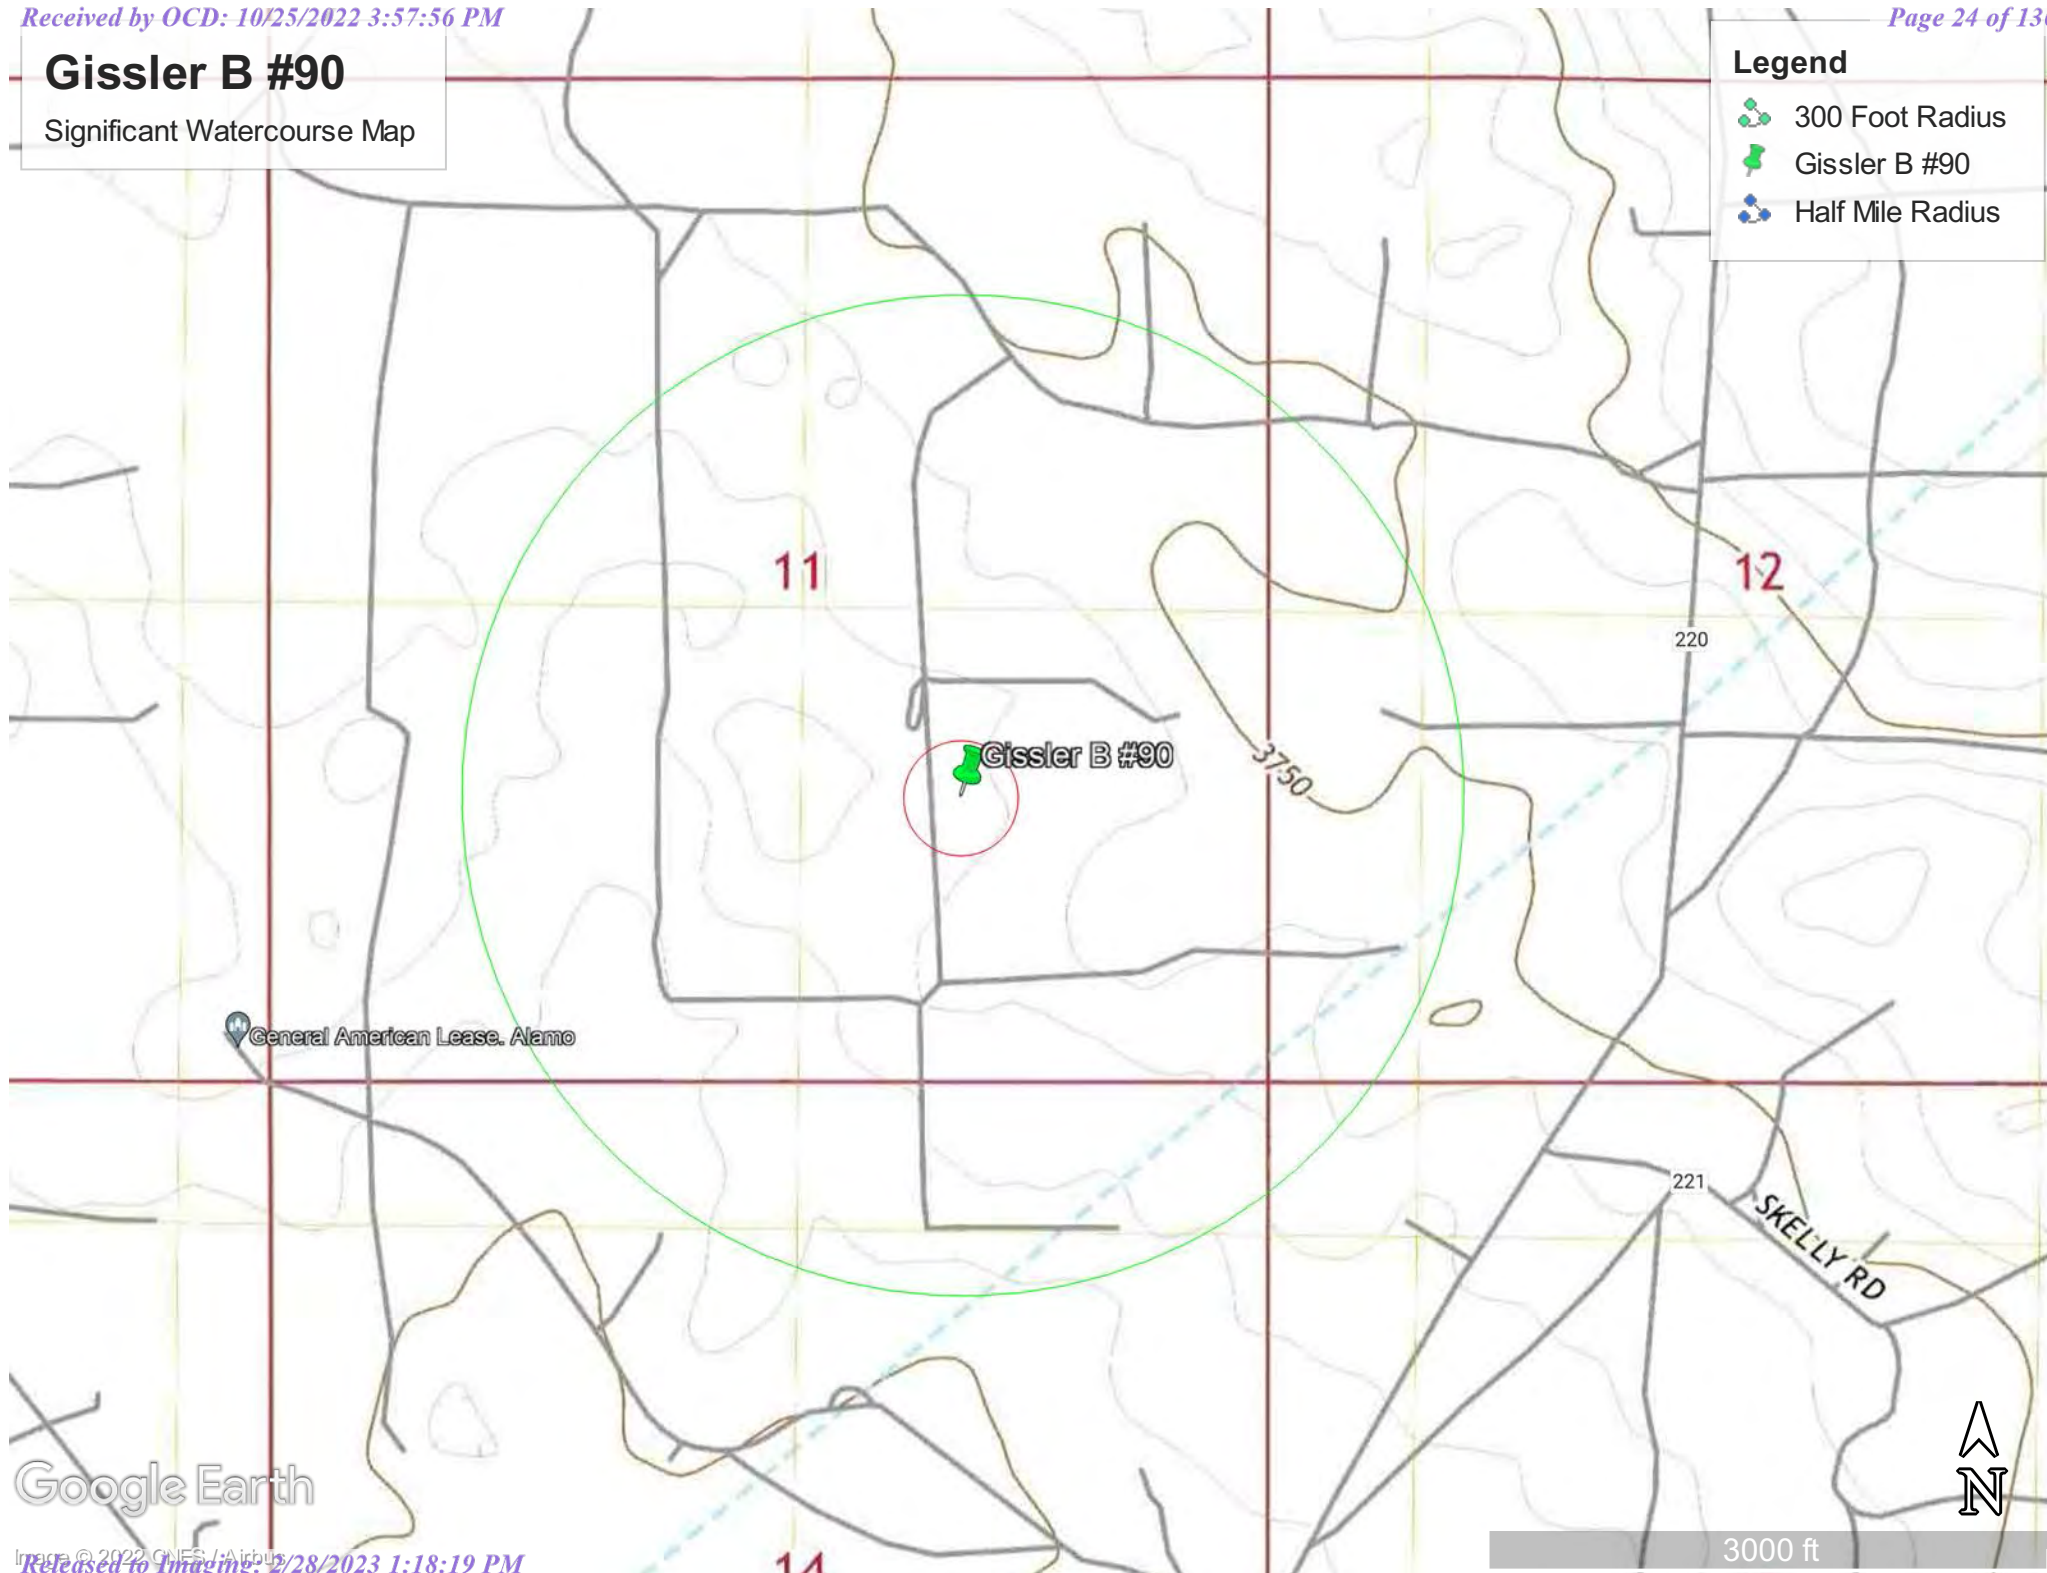 Received by OCD: 10/25/2022 3:57:56 PM
Page 24 of 13
Gissler B #90
Significant Watercourse Map
Legend
300 Foot Radius
Gissler B #90
Half Mile Radius
11
12
220
Gissler B #90
3750
General American Lease. Alamo
221
SKELLY RD
Google Earth
N
Image © 2022 CNES / Airbus
Released to Imaging: 2/28/2023 1:18:19 PM
14
3000 ft